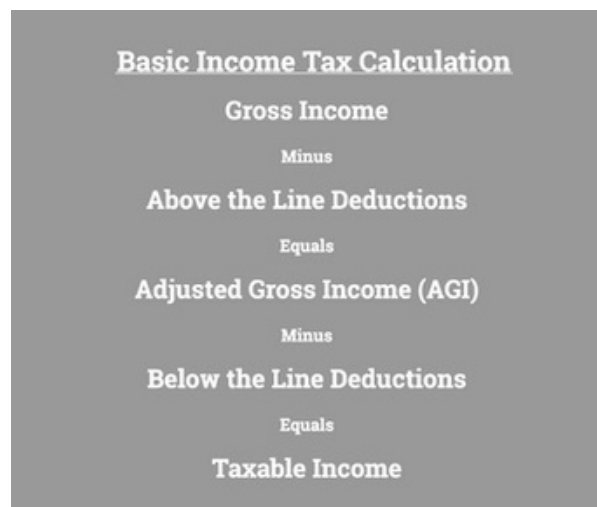 Basic Income Tax Calculation
Gross Income
Minus
Above the Line Deductions
Equals
Adjusted Gross Income (AGI)
Minus
Below the Line Deductions
Equals
Taxable Income